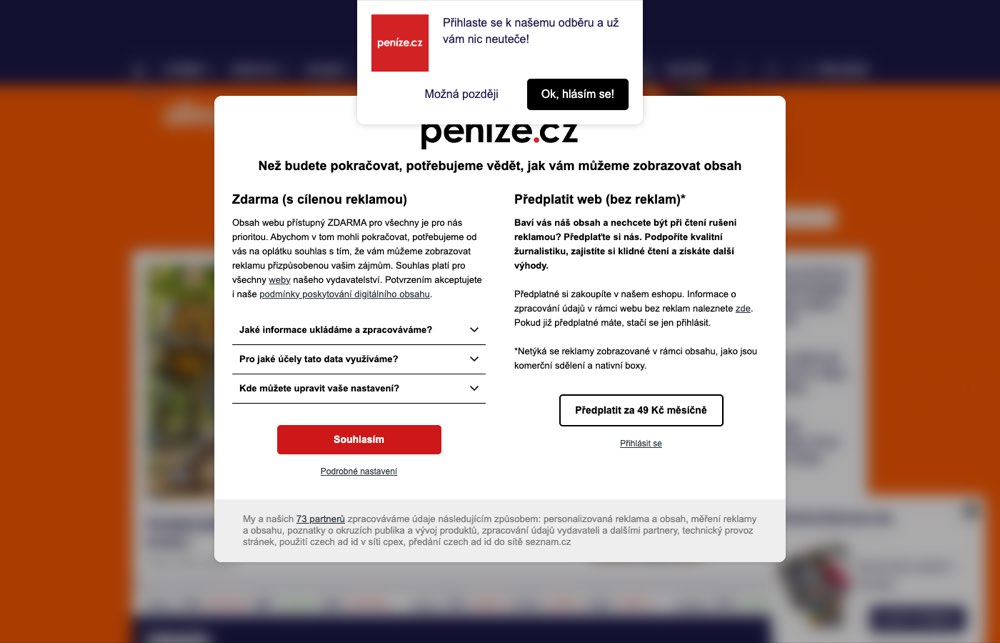 peníze.cz
Přihlaste se k našemu odběru a už
vám nic neuteče!
Možná později
Ok, hlásím se!
peníze.cz
Než budete pokračovat, potřebujeme vědět, jak vám můžeme zobrazovat obsah
Zdarma (s cílenou reklamou)
Obsah webu přístupný ZDARMA pro všechny je pro nás
prioritou. Abychom v tom mohli pokračovat, potřebujeme od
vás na oplátku souhlas s tím, že vám můžeme zobrazovat
reklamu přizpůsobenou vašim zájmům. Souhlas platí pro
všechny weby našeho vydavatelství. Potvrzením akceptujete
i naše podmínky poskytování digitálního obsahu.
Jaké informace ukládáme a zpracováváme?
Pro jaké účely tato data využíváme?
Kde můžete upravit vaše nastavení?
Souhlasím
Podrobné nastavení
Předplatit web (bez reklam)*
Baví vás náš obsah a nechcete být při čtení rušeni
reklamou? Předplaťte si nás. Podpoříte kvalitní
žurnalistiku, zajistíte si klidné čtení a získáte další
výhody.
Předplatné si zakoupíte v našem eshopu. Informace o
zpracování údajů v rámci webu bez reklam naleznete zde.
Pokud již předplatné máte, stačí se jen přihlásit.
*Netýká se reklamy zobrazované v rámci obsahu, jako jsou
komerční sdělení a nativní boxy.
Předplatit za 49 Kč měsíčně
Přihlásit se
My a našich 73 partnerů zpracováváme údaje následujícím způsobem: personalizovaná reklama a obsah, měření reklamy
a obsahu, poznatky o okruzích publika a vývoj produktů, zpracování údajů vydavateli a dalšími partnery, technický provoz
stránek, použití czech ad id v síti cpex, předání czech ad id do sítě seznam.cz